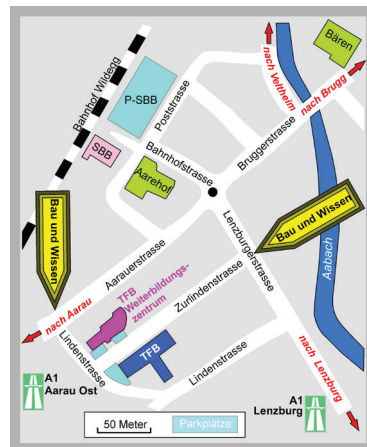 Bären
nach Veltheim
nach Brugg
Bahnhof Wildegg
P-SBB
Poststrasse
SBB
Bahnhofstrasse
Bruggerstrasse
Aarehof
Bau und Wissen
Bau und Wissen
Aabach
Lenzburgerstrasse
Aarauerstrasse
TFB
Weiterbildungs-
zentrum
Zurlindenstrasse
nach Aarau
Lindenstrasse
TFB
Lindenstrasse
nach Lenzburg
A1
Aarau Ost
A1
Lenzburg
50 Meter
Parkplätze